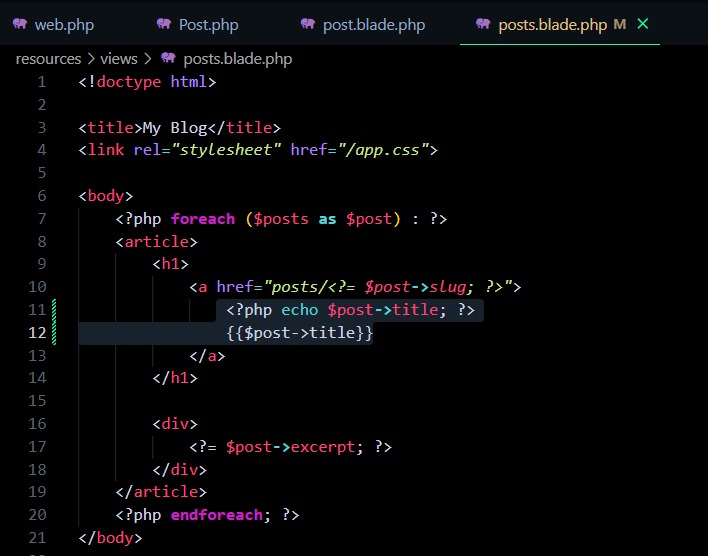 web.php Post.php post.blade.php posts.blade.php M ×
resources > views > posts.blade.php
1 <!doctype html>
2
3 <title>My Blog</title>
4 <link rel="stylesheet" href="/app.css">
5
6 <body>
7 <?php foreach ($posts as $post) : ?>
8 <article>
9 <h1>
10 <a href="posts/<?= $post->slug; ?>">
11 <?php echo $post->title; ?>
12 {{$post->title}}
13 </a>
14 </h1>
15
16 <div>
17 <?= $post->excerpt; ?>
18 </div>
19 </article>
20 <?php endforeach; ?>
21 </body>